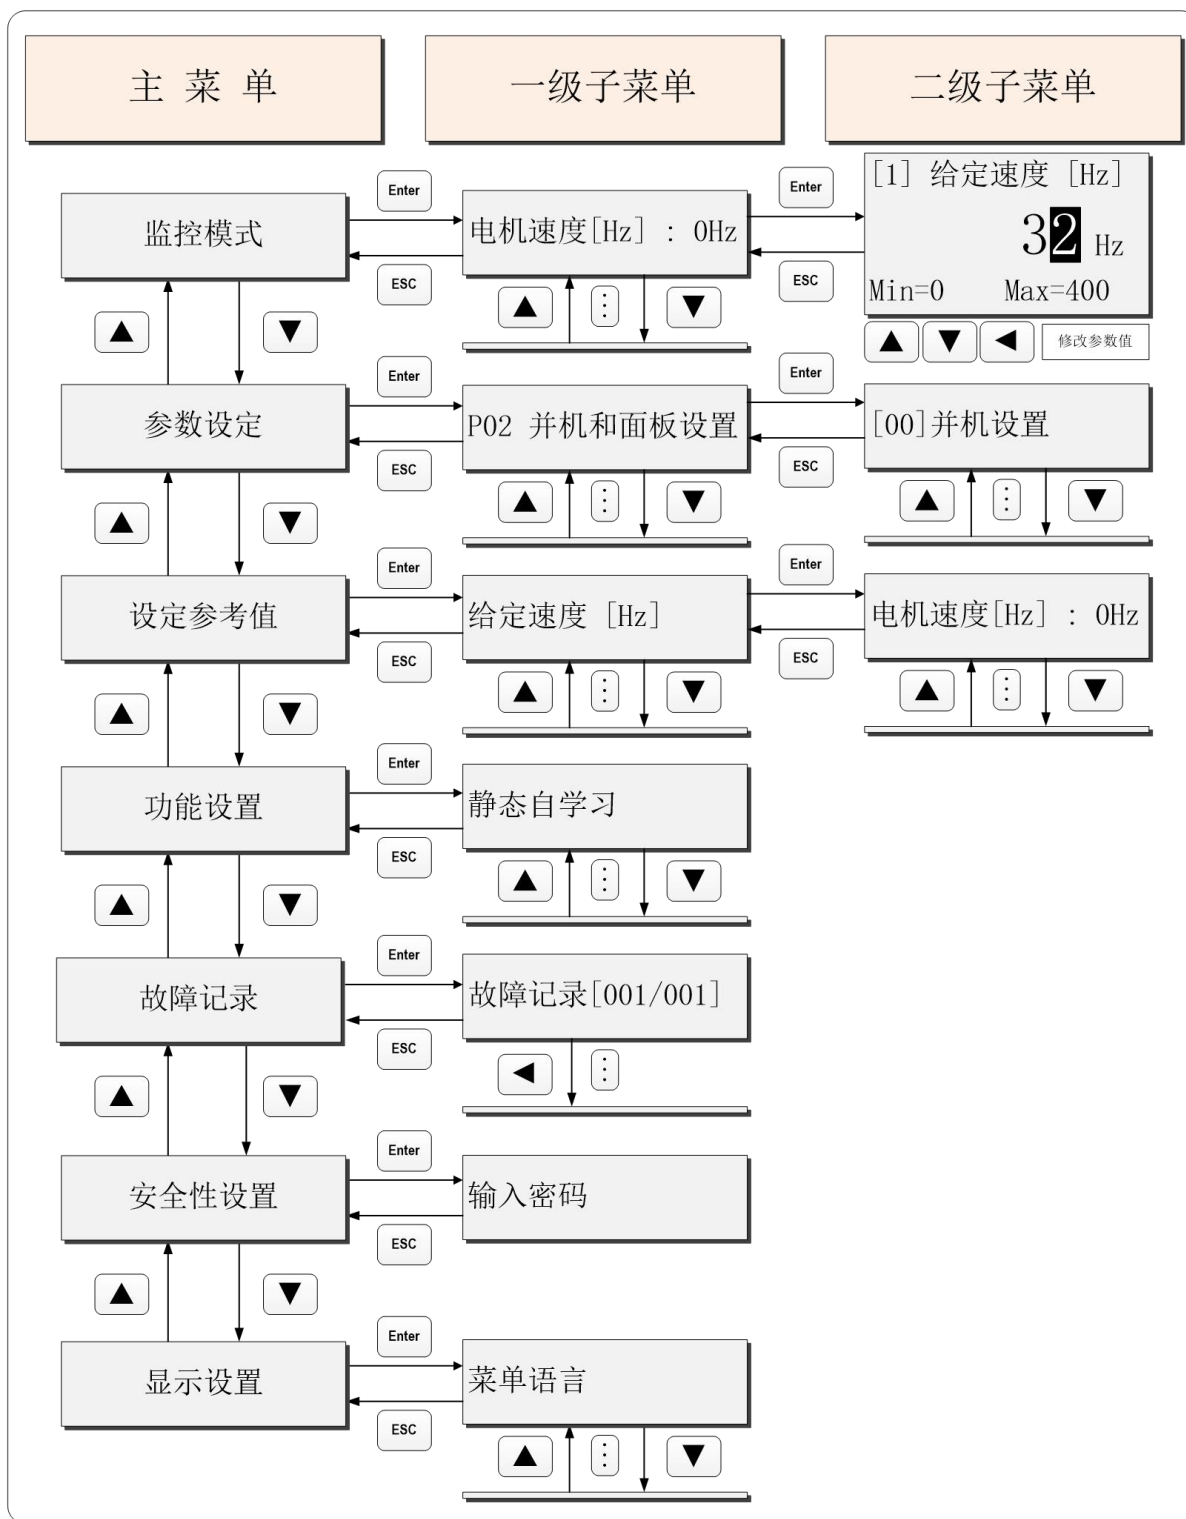 主 菜 单
一级子菜单
二级子菜单
监控模式
Enter
ESC
电机速度[Hz] : 0Hz
Enter
ESC
[1] 给定速度 [Hz]
32 Hz
Min=0 Max=400
修改参数值
参数设定
Enter
ESC
P02 并机和面板设置
Enter
ESC
[00]并机设置
设定参考值
Enter
ESC
给定速度 [Hz]
Enter
ESC
电机速度[Hz] : 0Hz
功能设置
Enter
ESC
静态自学习
故障记录
Enter
ESC
故障记录[001/001]
安全性设置
Enter
ESC
输入密码
显示设置
Enter
ESC
菜单语言